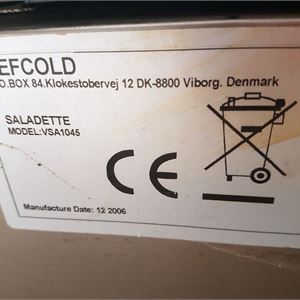 EFCOLD
O.BOX 84.Klokestobervej 12 DK-8800 Viborg. Denmark
SALADETTE
MODEL:VSA1045
CE
Manufacture Date: 12 2006